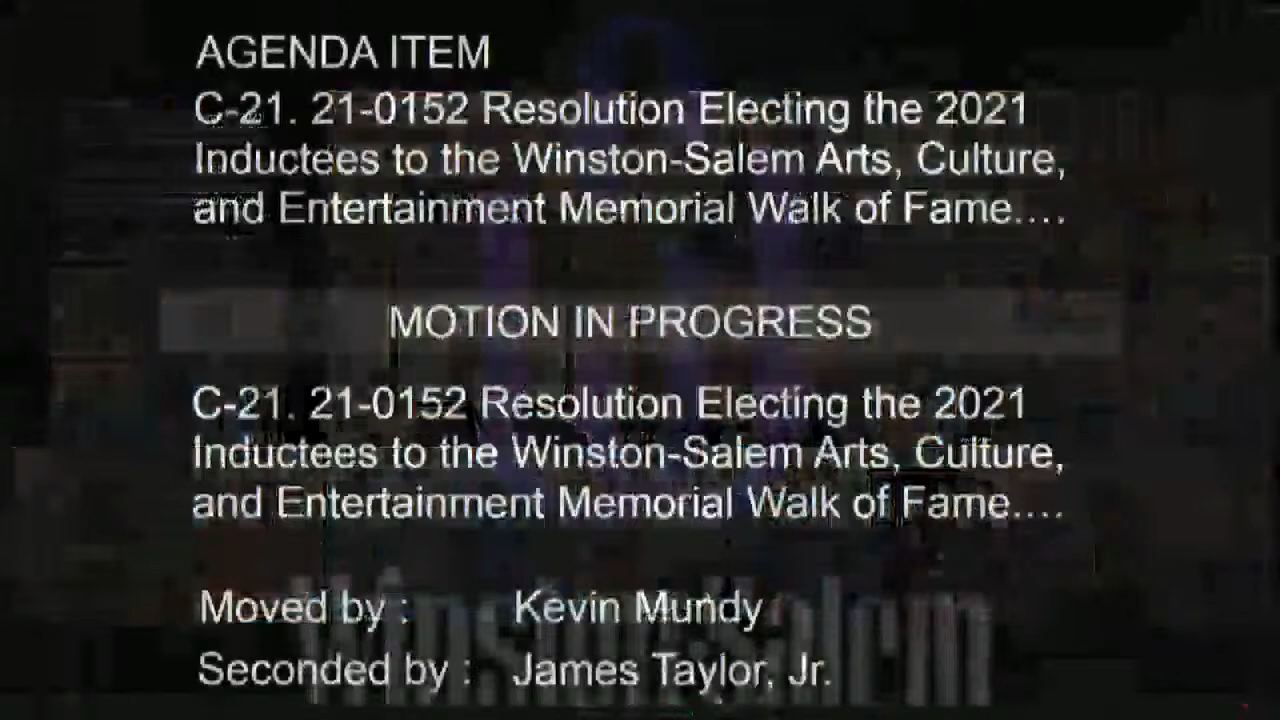 AGENDA ITEM
C-21. 21-0152 Resolution Electing the 2021
Inductees to the Winston-Salem Arts, Culture,
and Entertainment Memorial Walk of Fame....
MOTION IN PROGRESS
C-21. 21-0152 Resolution Electing the 2021
Inductees to the Winston-Salem Arts, Culture,
and Entertainment Memorial Walk of Fame....
Moved by : Kevin Mundy
Seconded by : James Taylor, Jr.
Winston-Salem